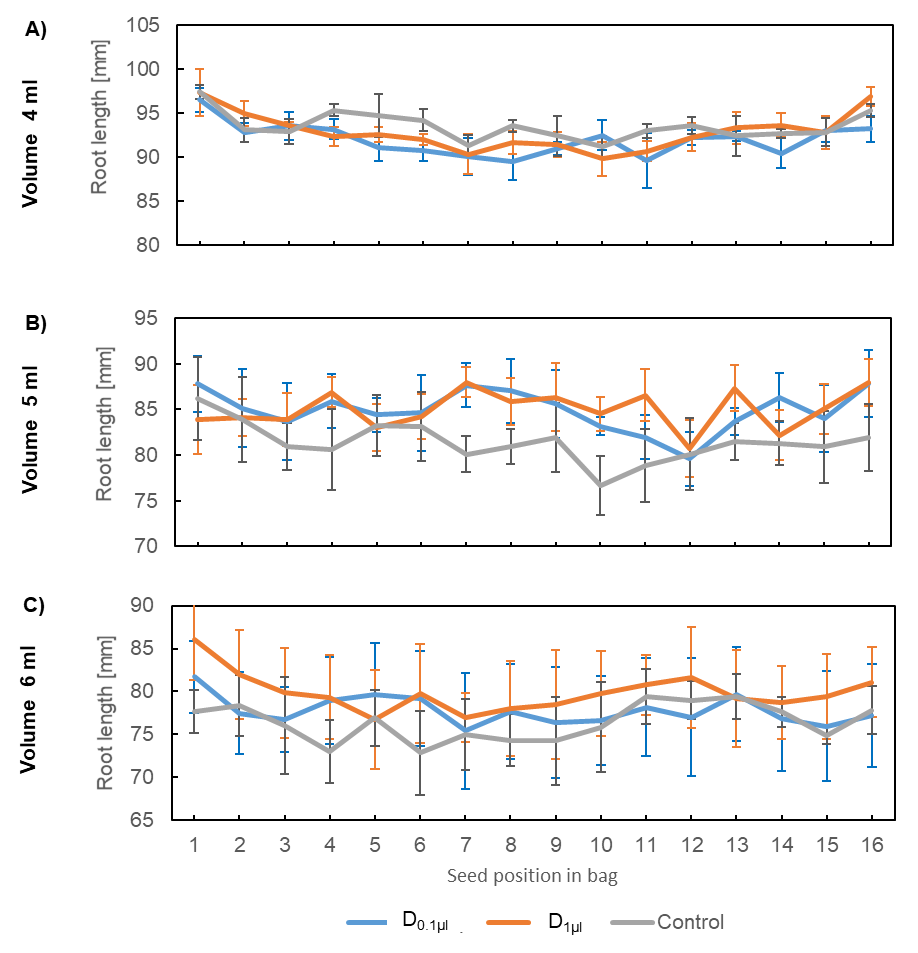 A)
Volume 4 ml
Root length [mm]
105
100
95
90
85
80
B)
Volume 5 ml
Root length [mm]
95
90
85
80
75
70
C)
Volume 6 ml
Root length [mm]
90
85
80
75
70
65
1 2 3 4 5 6 7 8 9 10 11 12 13 14 15 16
Seed position in bag
D0.1µl D1µl Control